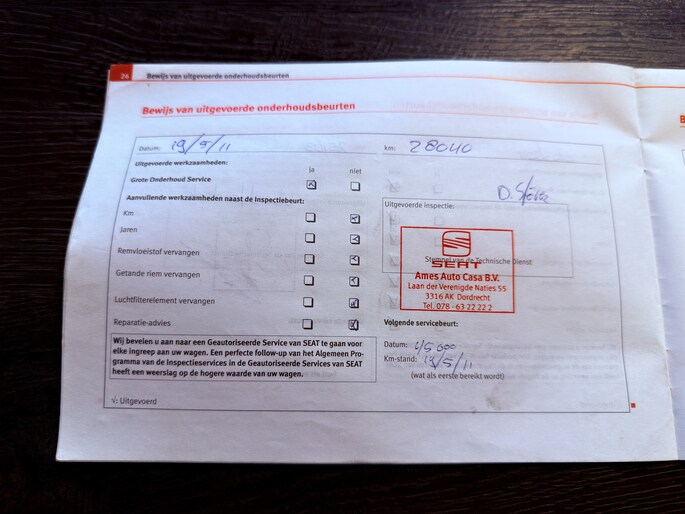 26 Bewijs van uitgevoerde onderhoudsbeurten
Bewijs van uitgevoerde onderhoudsbeurten
Datum: 19/5/11
km: 28040
Uitgevoerde werkzaamheden:
ja niet
Grote Onderhoud Service
Aanvullende werkzaamheden naast de Inspectiebeurt:
Km
Jaren
Remvloeistof vervangen
Getande riem vervangen
Luchtfilterelement vervangen
Reparatie-advies
Wij bevelen u aan naar een Geautoriseerde Service van SEAT te gaan voor
elke ingreep aan uw wagen. Een perfecte follow-up van het Algemeen Pro-
gramma van de Inspectieservices in de Geautoriseerde Services van SEAT
heeft een weerslag op de hogere waarde van uw wagen.
√: Uitgevoerd
D.
Uitgevoerde inspectie:
Stempel van de Technische Dienst
SEAT
Ames Auto Casa B.V.
Laan der Verenigde Naties 55
3316 AK Dordrecht
Tel. 078 - 63 22 22 2
Volgende servicebeurt:
Datum: 45000
Km-stand: 19/5/11
(wat als eerste bereikt wordt)
B